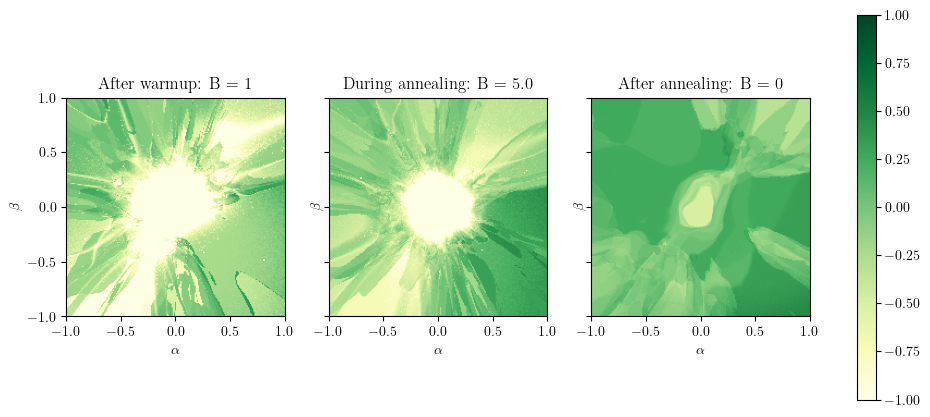 After warmup: B = 1
During annealing: B = 5.0
After annealing: B = 0
1.0
0.5
0.0
−0.5
−1.0
β
β
β
−1.0 −0.5 0.0 0.5 1.0
−1.0 −0.5 0.0 0.5 1.0
−1.0 −0.5 0.0 0.5 1.0
α
α
α
1.00
0.75
0.50
0.25
0.00
−0.25
−0.50
−0.75
−1.00